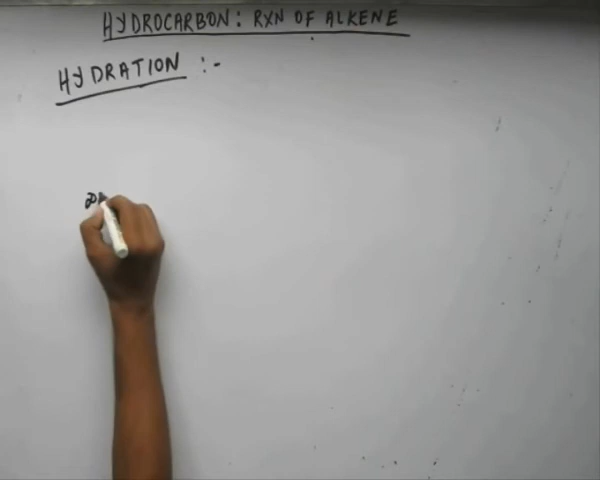 HYDROCARBON: RXN OF ALKENE
HYDRATION :-